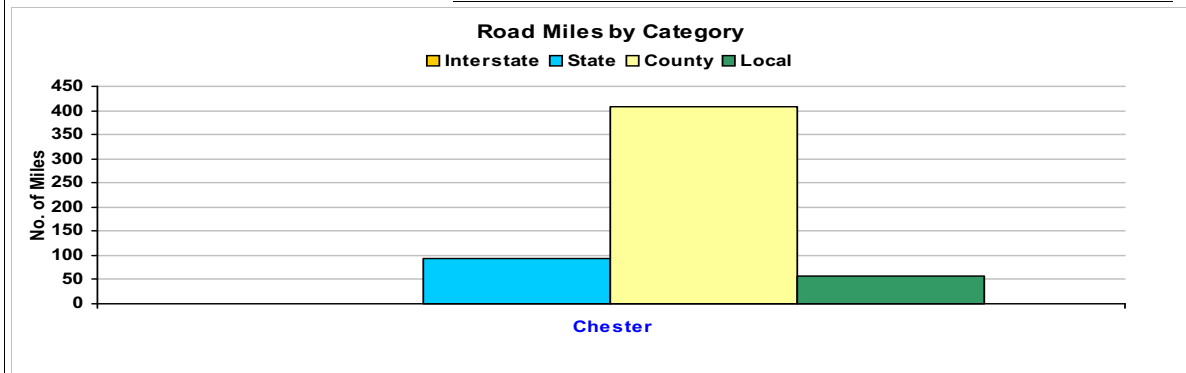 Road Miles by Category
Interstate State County Local
450
400
350
300
250
200
150
100
50
0
No. of Miles
Chester